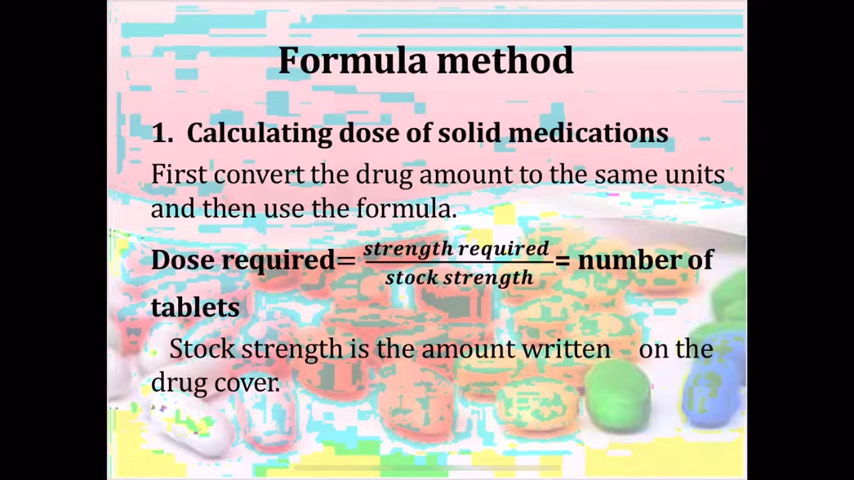 Formula method
1. Calculating dose of solid medications
First convert the drug amount to the same units
and then use the formula.
Dose required= strength required / stock strength = number of
tablets
Stock strength is the amount written on the
drug cover.